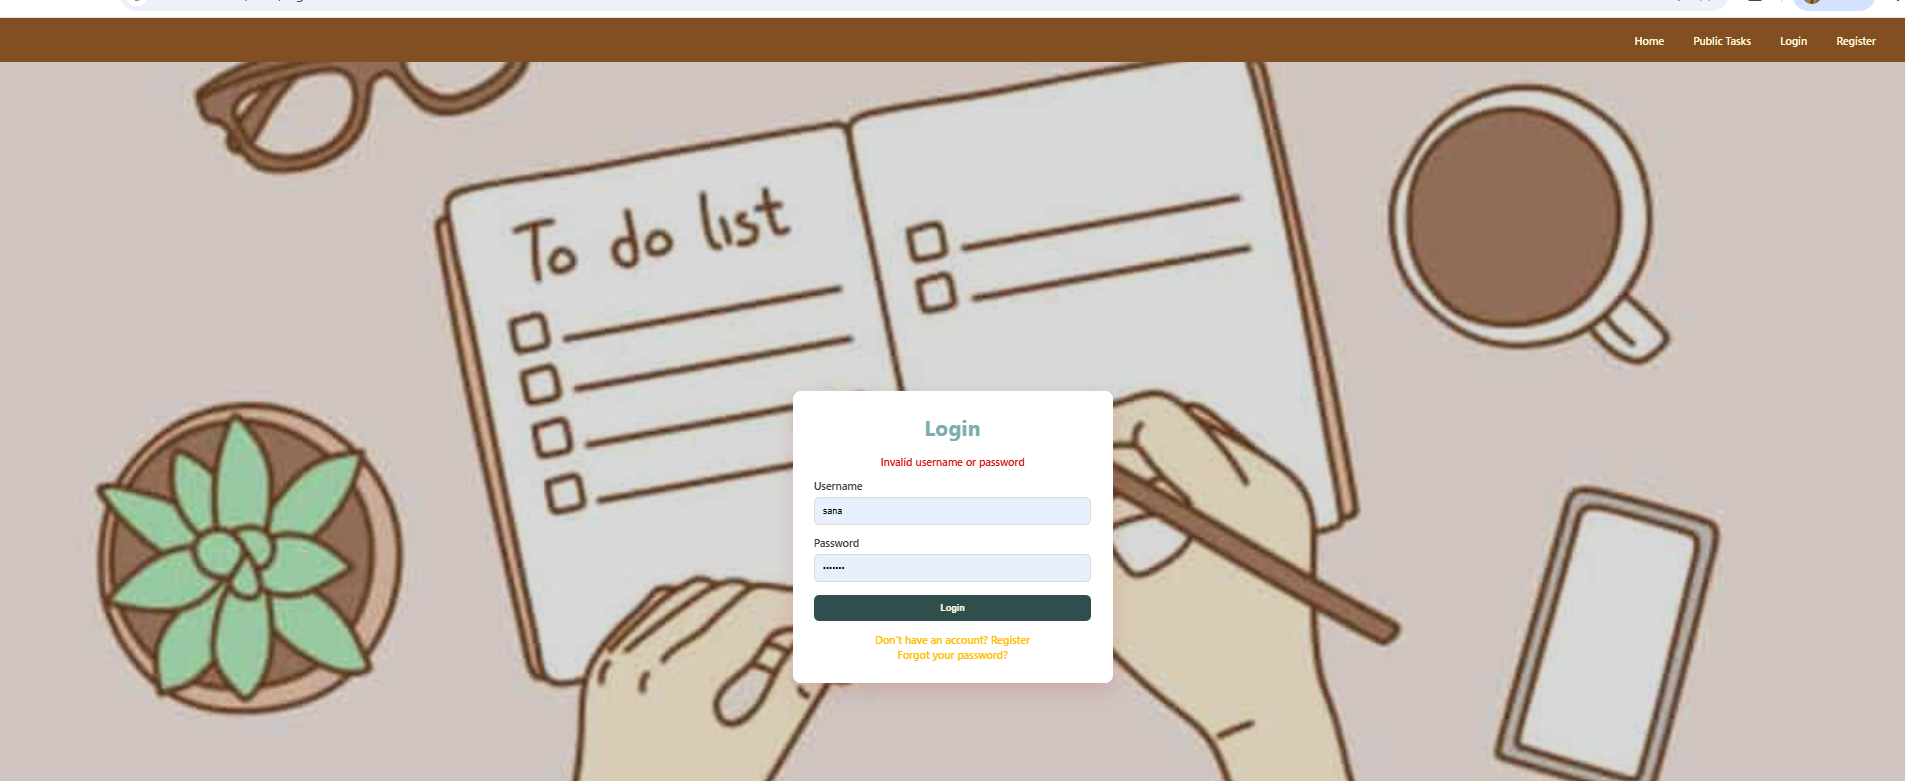 Home Public Tasks Login Register
To do list
Login
Invalid username or password
Username
sana
Password
•••••••
Login
Don't have an account? Register
Forgot your password?